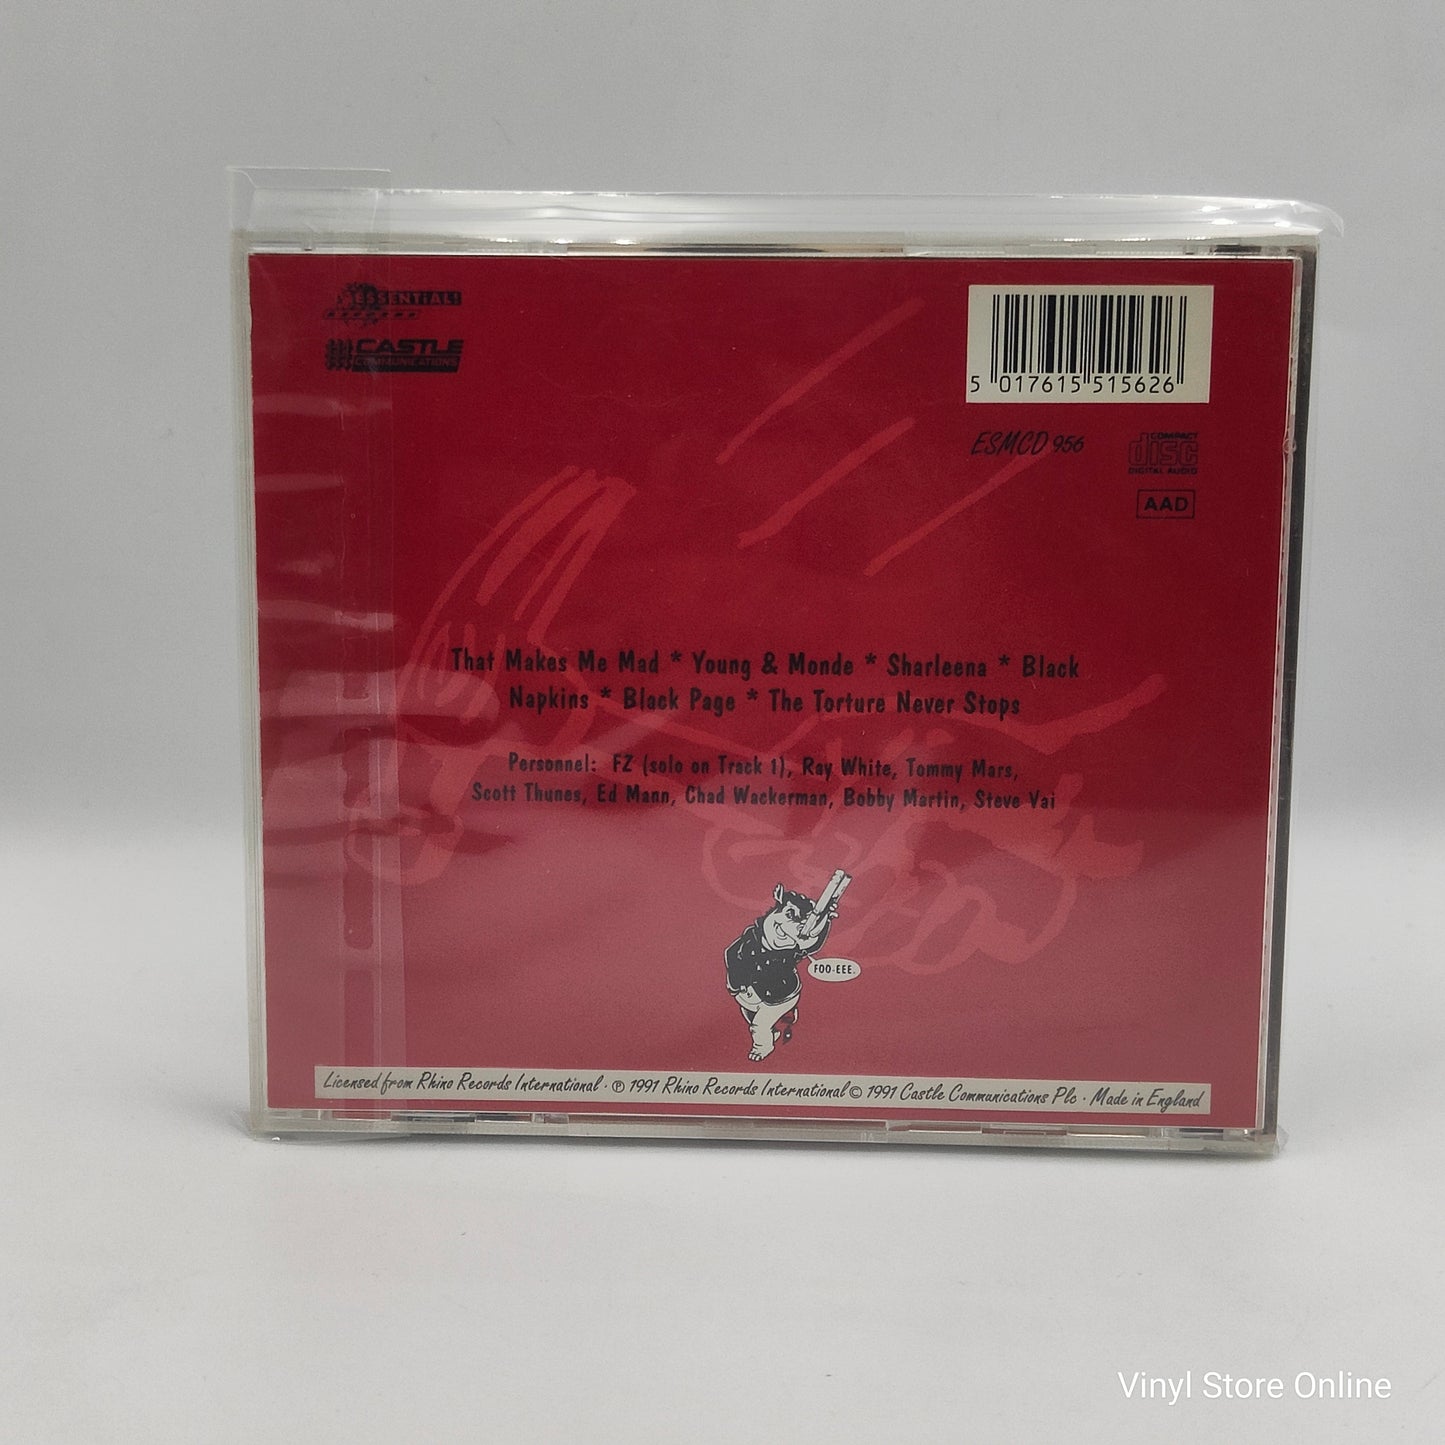 ESSENTIAL!
RECORDS
CASTLE
COMMUNICATIONS
5 017615 515626
ESMCD 956
COMPACT
disc
DIGITAL AUDIO
AAD
That Makes Me Mad * Young & Monde * Sharleena * Black
Napkins * Black Page * The Torture Never Stops
Personnel: FZ (solo on Track 1), Ray White, Tommy Mars,
Scott Thunes, Ed Mann, Chad Wackerman, Bobby Martin, Steve Vai
FOO-EEE.
Licensed from Rhino Records International · ℗ 1991 Rhino Records International © 1991 Castle Communications Plc · Made in England
Vinyl Store Online